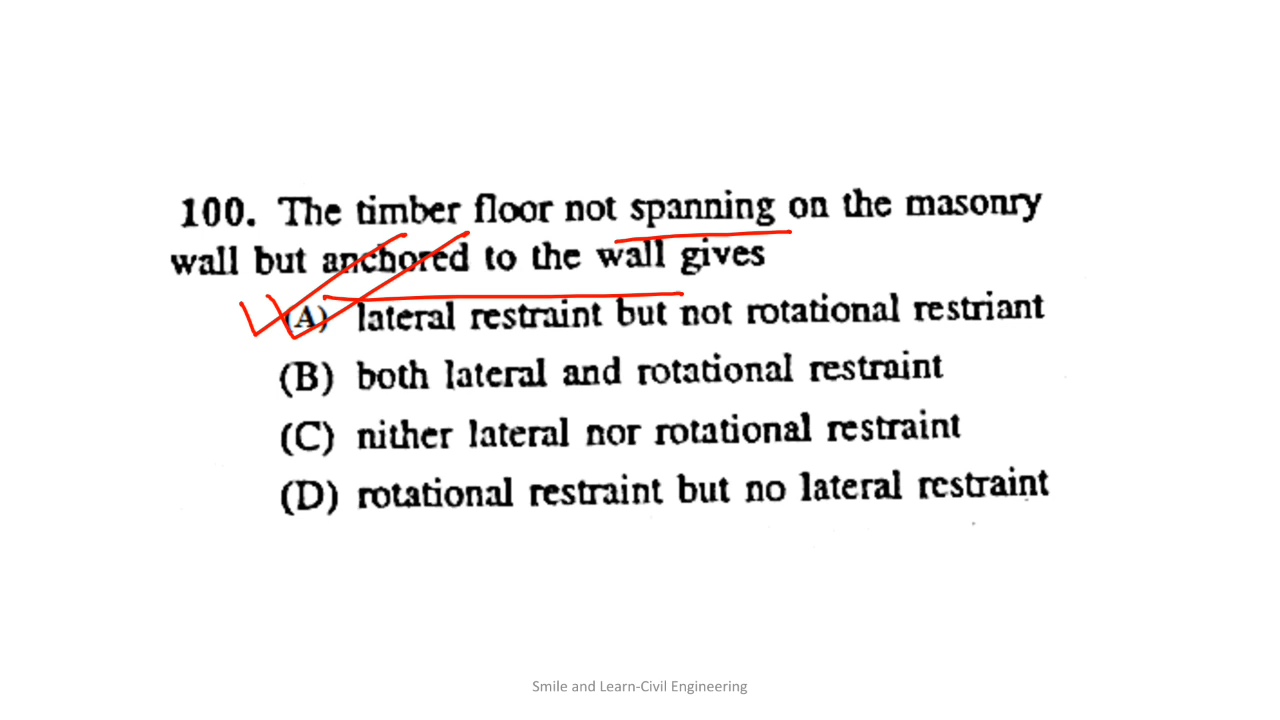 100. The timber floor not spanning on the masonry
wall but anchored to the wall gives
(A) lateral restraint but not rotational restriant
(B) both lateral and rotational restraint
(C) nither lateral nor rotational restraint
(D) rotational restraint but no lateral restraint
Smile and Learn-Civil Engineering